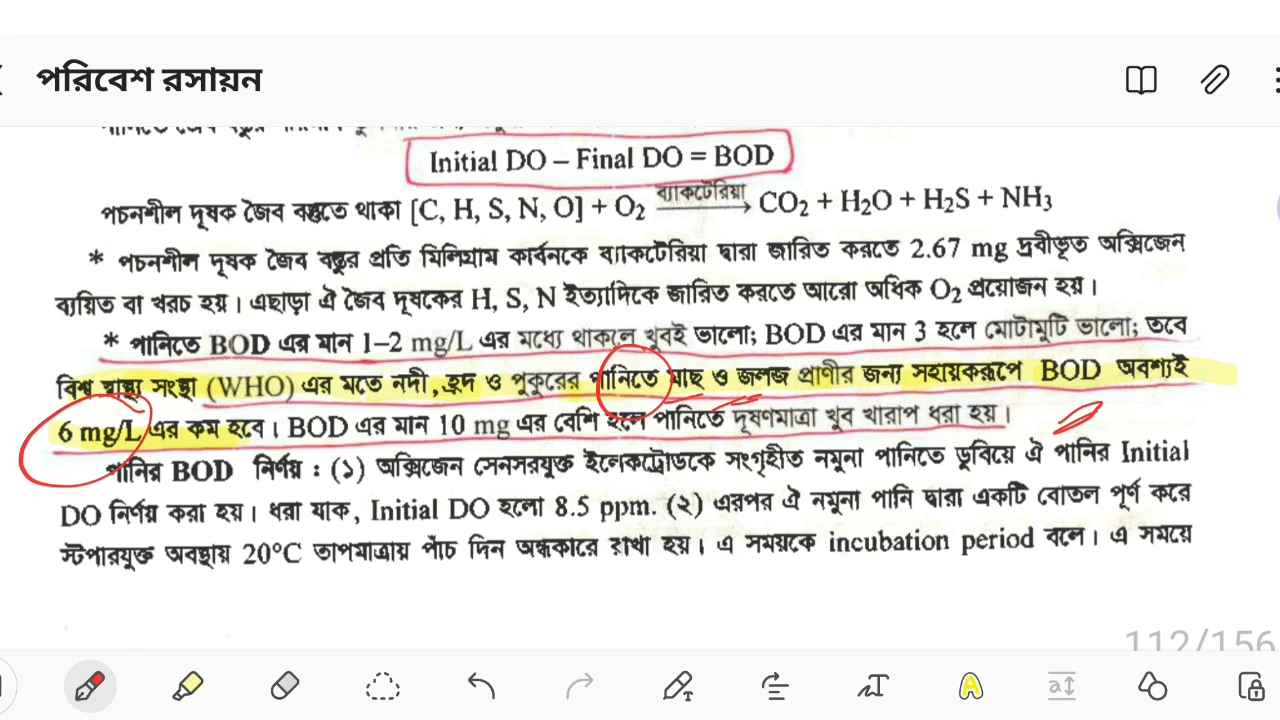 পরিবেশ রসায়ন
Initial DO – Final DO = BOD
পচনশীল দূষক জৈব বস্তুতে থাকা [C, H, S, N, O] + O₂ ব্যাকটেরিয়া⟶ CO₂ + H₂O + H₂S + NH₃
* পচনশীল দূষক জৈব বস্তুর প্রতি মিলিগ্রাম কার্বনকে ব্যাকটেরিয়া দ্বারা জারিত করতে 2.67 mg দ্রবীভূত অক্সিজেন
ব্যয়িত বা খরচ হয়। এছাড়া ঐ জৈব দূষকের H, S, N ইত্যাদিকে জারিত করতে আরো অধিক O₂ প্রয়োজন হয়।
* পানিতে BOD এর মান 1–2 mg/L এর মধ্যে থাকলে খুবই ভালো; BOD এর মান 3 হলে মোটামুটি ভালো; তবে
বিশ্ব স্বাস্থ্য সংস্থা (WHO) এর মতে নদী, হ্রদ ও পুকুরের পানিতে মাছ ও জলজ প্রাণীর জন্য সহায়করূপে BOD অবশ্যই
6 mg/L এর কম হবে। BOD এর মান 10 mg এর বেশি হলে পানিতে দূষণমাত্রা খুব খারাপ ধরা হয়।
পানির BOD নির্ণয় : (১) অক্সিজেন সেনসরযুক্ত ইলেকট্রোডকে সংগৃহীত নমুনা পানিতে ডুবিয়ে ঐ পানির Initial
DO নির্ণয় করা হয়। ধরা যাক, Initial DO হলো 8.5 ppm. (২) এরপর ঐ নমুনা পানি দ্বারা একটি বোতল পূর্ণ করে
স্টপারযুক্ত অবস্থায় 20°C তাপমাত্রায় পাঁচ দিন অন্ধকারে রাখা হয়। এ সময়কে incubation period বলে। এ সময়ে
112/156